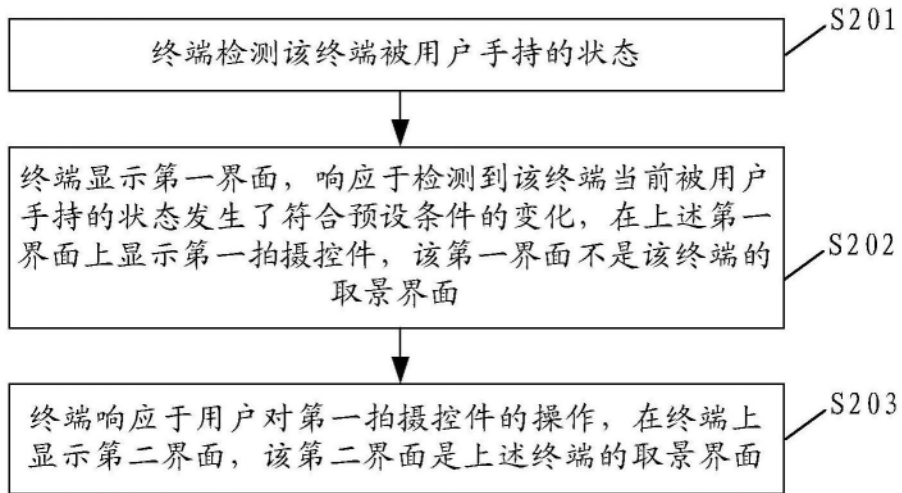 S201
终端检测该终端被用户手持的状态
终端显示第一界面，响应于检测到该终端当前被用户
手持的状态发生了符合预设条件的变化，在上述第一
界面上显示第一拍摄控件，该第一界面不是该终端的
取景界面
S202
终端响应于用户对第一拍摄控件的操作，在终端上
显示第二界面，该第二界面是上述终端的取景界面
S203